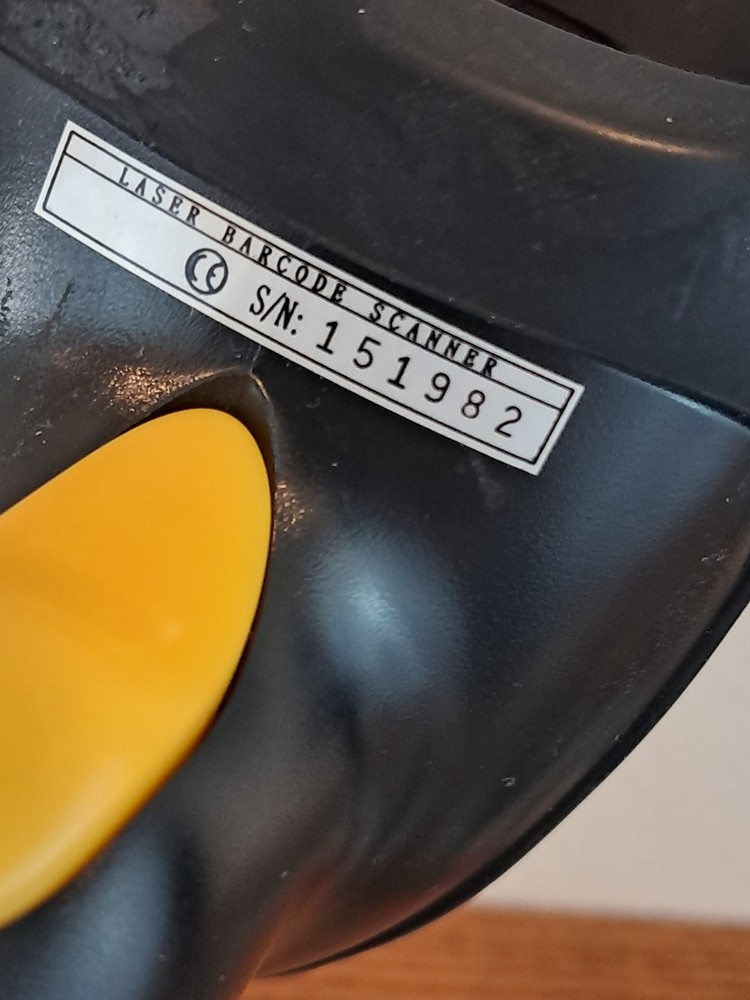 LASER BARCODE SCANNER
CE S/N: 151982